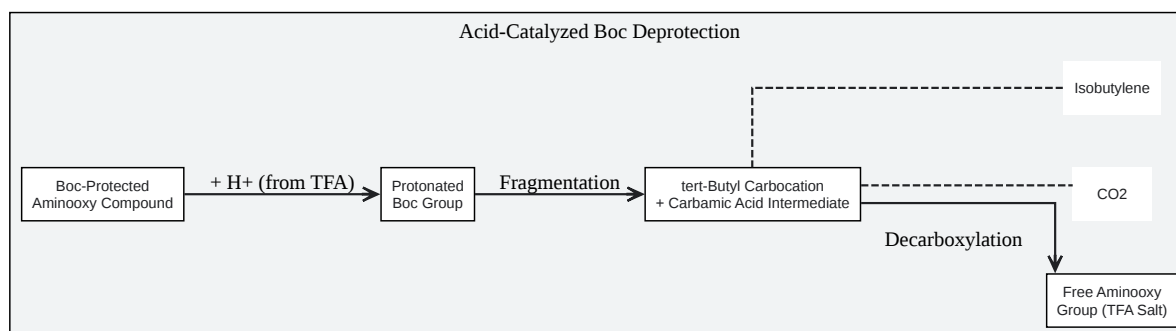 Acid-Catalyzed Boc Deprotection
Isobutylene
Boc-Protected
Aminooxy Compound
+ H+ (from TFA)
Protonated
Boc Group
Fragmentation
tert-Butyl Carbocation
+ Carbamic Acid Intermediate
CO2
Decarboxylation
Free Aminooxy
Group (TFA Salt)